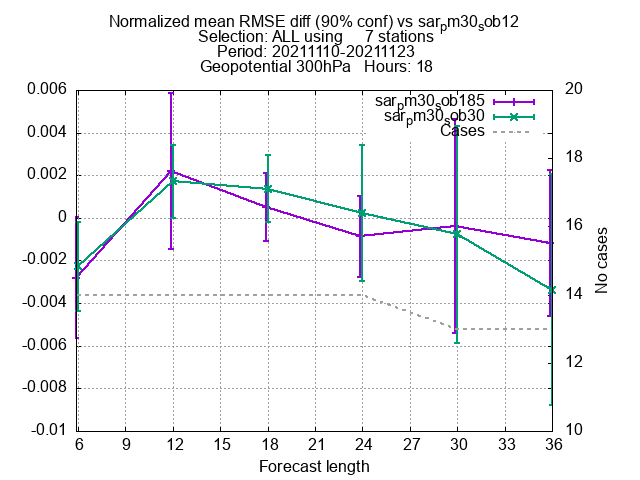 Normalized mean RMSE diff (90% conf) vs sarpm30sob12
Selection: ALL using 7 stations
Period: 20211110-20211123
Geopotential 300hPa Hours: 18
sarpm30sob185
sarpm30sob30
Cases
0.006
0.004
0.002
0
-0.002
-0.004
-0.006
-0.008
-0.01
20
18
16
14
12
10
No cases
6 9 12 15 18 21 24 27 30 33 36
Forecast length